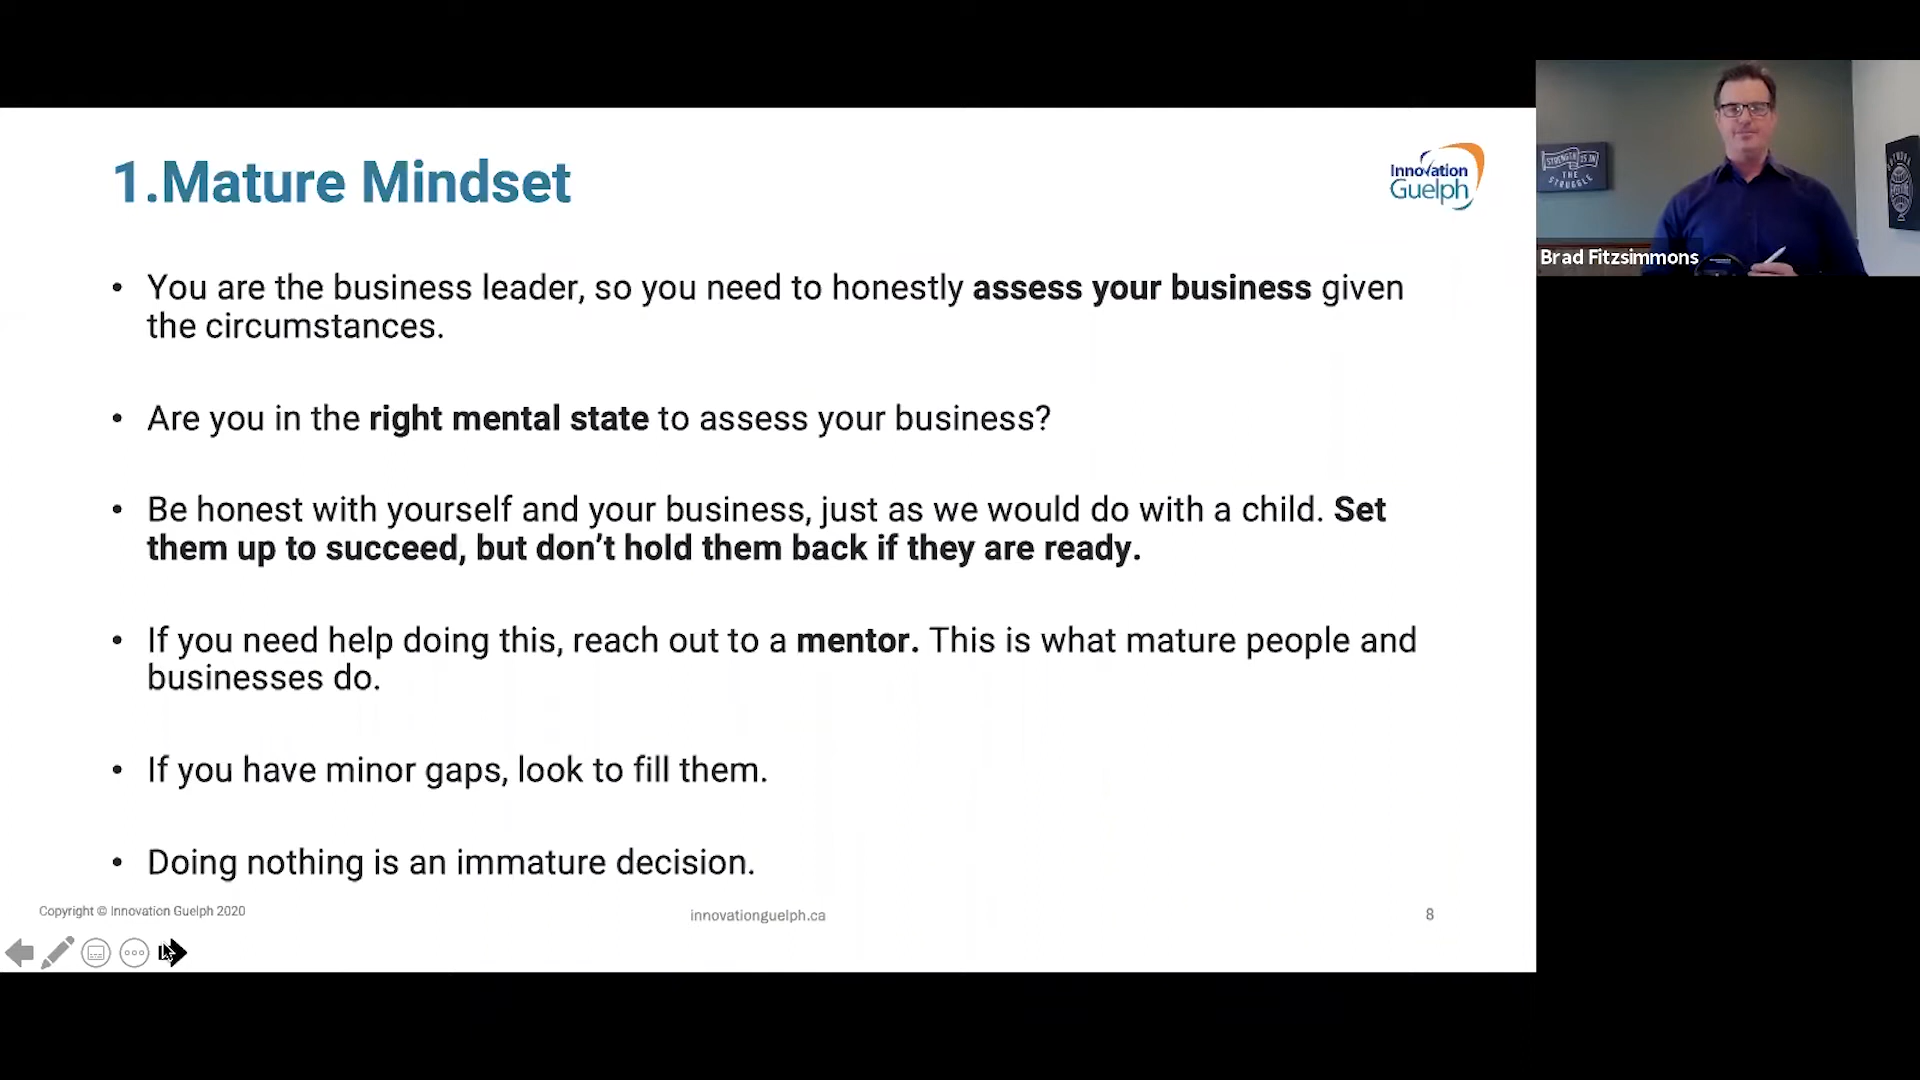 1.Mature Mindset
Innovation
Guelph
• You are the business leader, so you need to honestly assess your business given
the circumstances.
• Are you in the right mental state to assess your business?
• Be honest with yourself and your business, just as we would do with a child. Set
them up to succeed, but don’t hold them back if they are ready.
• If you need help doing this, reach out to a mentor. This is what mature people and
businesses do.
• If you have minor gaps, look to fill them.
• Doing nothing is an immature decision.
Copyright © Innovation Guelph 2020
innovationguelph.ca
8
STRENGTH IS IN
THE
STRUGGLE
Brad Fitzsimmons